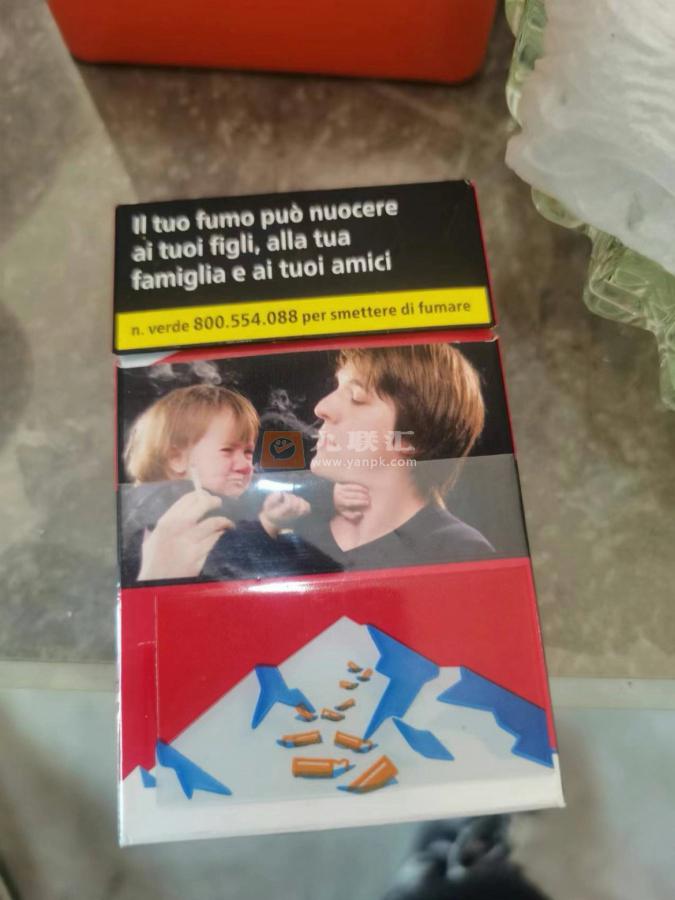 Il tuo fumo può nuocere
ai tuoi figli, alla tua
famiglia e ai tuoi amici
n. verde 800.554.088 per smettere di fumare
九联汇
www.yanpk.com